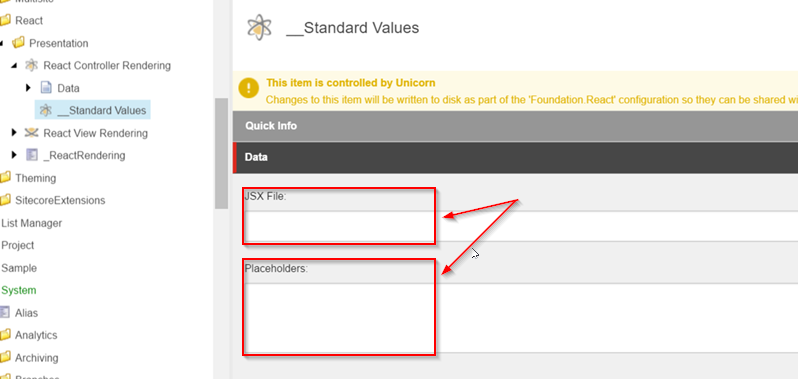 Multisite
React
Presentation
React Controller Rendering
Data
__Standard Values
React View Rendering
_ReactRendering
Theming
SitecoreExtensions
List Manager
Project
Sample
System
Alias
Analytics
Archiving
Branches
__Standard Values
This item is controlled by Unicorn
Changes to this item will be written to disk as part of the 'Foundation.React' configuration so they can be shared wi
Quick Info
Data
JSX File:
Placeholders: